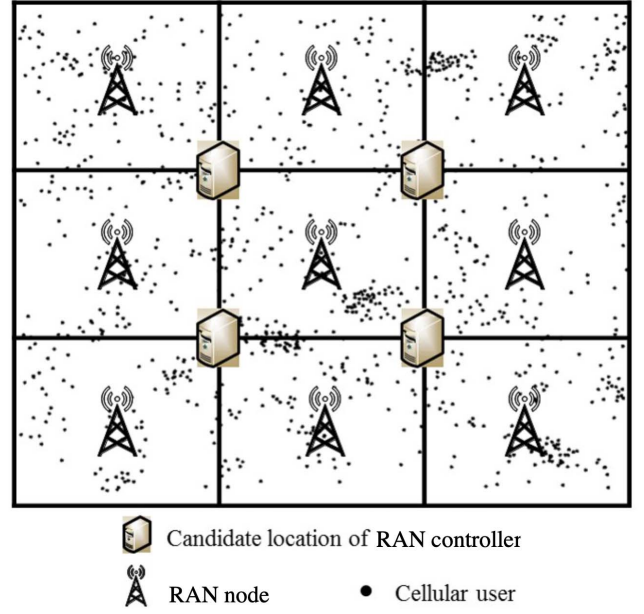 Candidate location of RAN controller
RAN node
Cellular user